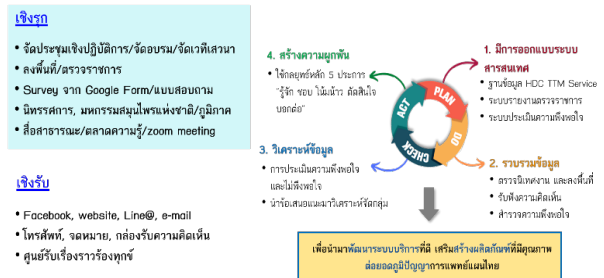 เชิงรุก
• จัดประชุมเชิงปฏิบัติการ/จัดอบรม/จัดเวทีเสวนา
• ลงพื้นที่/ตรวจราชการ
• Survey จาก Google Form/แบบสอบถาม
• นิทรรศการ, มหกรรมสมุนไพรแห่งชาติ/ภูมิภาค
• สื่อสาธารณะ/ตลาดความรู้/zoom meeting
เชิงรับ
• Facebook, website, Line@, e-mail
• โทรศัพท์, จดหมาย, กล่องรับความคิดเห็น
• ศูนย์รับเรื่องราวร้องทุกข์
4. สร้างความผูกพัน
• ใช้กลยุทธ์หลัก 5 ประการ
"รู้จัก ชอบ โน้มน้าว ตัดสินใจ
บอกต่อ"
1. มีการออกแบบระบบ
สารสนเทศ
• ฐานข้อมูล HDC TTM Service
• ระบบรายงานตรวจราชการ
• ระบบประเมินความพึงพอใจ
ACT
PLAN
DO
CHECK
3. วิเคราะห์ข้อมูล
• การประเมินความพึงพอใจ
และไม่พึงพอใจ
• นำข้อเสนอแนะมาวิเคราะห์จัดกลุ่ม
2. รวบรวมข้อมูล
• ตรวจนิเทศงาน และลงพื้นที่
• รับฟังความคิดเห็น
• สำรวจความพึงพอใจ
เพื่อนำมาพัฒนาระบบบริการที่ดี เสริมสร้างผลิตภัณฑ์ที่มีคุณภาพ
ต่อยอดภูมิปัญญาการแพทย์แผนไทย